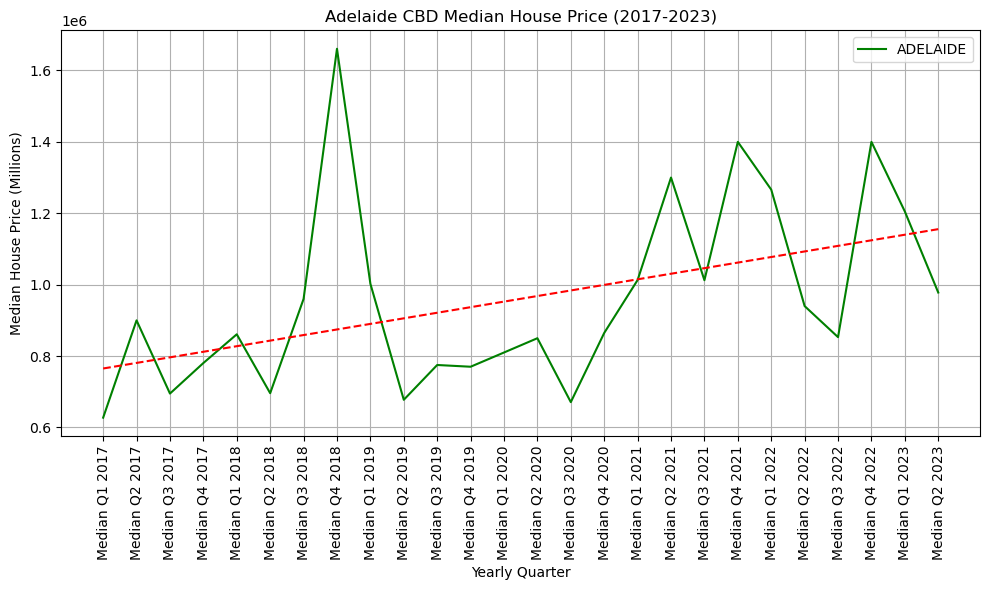 Adelaide CBD Median House Price (2017-2023)
1e6
ADELAIDE
Median House Price (Millions)
1.6
1.4
1.2
1.0
0.8
0.6
Median Q1 2017
Median Q2 2017
Median Q3 2017
Median Q4 2017
Median Q1 2018
Median Q2 2018
Median Q3 2018
Median Q4 2018
Median Q1 2019
Median Q2 2019
Median Q3 2019
Median Q4 2019
Median Q1 2020
Median Q2 2020
Median Q3 2020
Median Q4 2020
Median Q1 2021
Median Q2 2021
Median Q3 2021
Median Q4 2021
Median Q1 2022
Median Q2 2022
Median Q3 2022
Median Q4 2022
Median Q1 2023
Median Q2 2023
Yearly Quarter